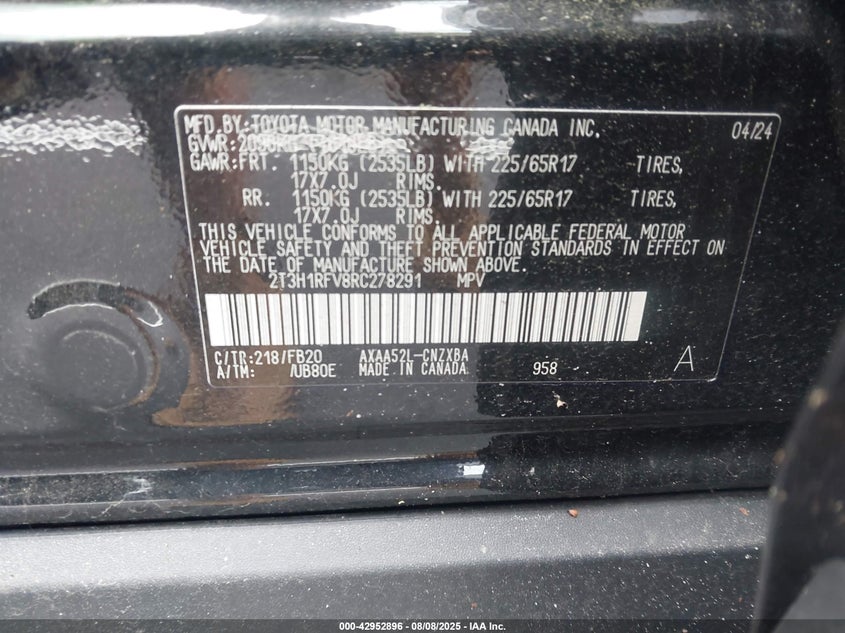 MFD.BY:TOYOTA MOTOR MANUFACTURING CANADA INC. 04/24
GVWR:
GAWR:FRT. 1150KG (2535LB) WITH 225/65R17 TIRES,
17X7.0J RIMS.
RR. 1150KG (2535LB) WITH 225/65R17 TIRES,
17X7.0J RIMS.
THIS VEHICLE CONFORMS TO ALL APPLICABLE FEDERAL MOTOR
VEHICLE SAFETY AND THEFT PREVENTION STANDARDS IN EFFECT ON
THE DATE OF MANUFACTURE SHOWN ABOVE.
2T3H1RFV8RC278291 MPV
C/TR:218/FB20 AXAA52L-CNZXBA
A/TM: /UB80E MADE IN CANADA 958 A
000-42952896 - 08/08/2025 - IAA Inc.